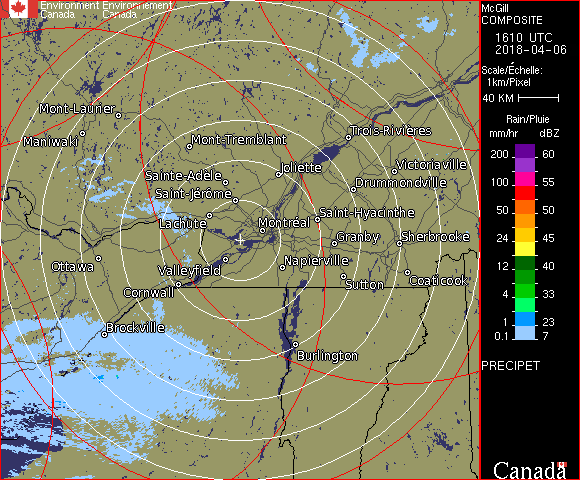 Environment Environnement
Canada Canada
McGill
COMPOSITE
1610 UTC
2018-04-06
Scale/Échelle:
1km/Pixel
40 KM
Rain/Pluie
mm/hr dBZ
200 60
100 55
50 50
24 45
12 40
4 33
1 23
0.1 7
PRECIPET
Canada
Mont-Laurier
Maniwaki
Mont-Tremblant
Trois-Rivières
Joliette
Victoriaville
Sainte-Adèle
Drummondville
Saint-Jérôme
Saint-Hyacinthe
Lachute
Montréal
Granby
Sherbrooke
Ottawa
Valleyfield
Napierville
Cornwall
Sutton
Coaticook
Brockville
Burlington